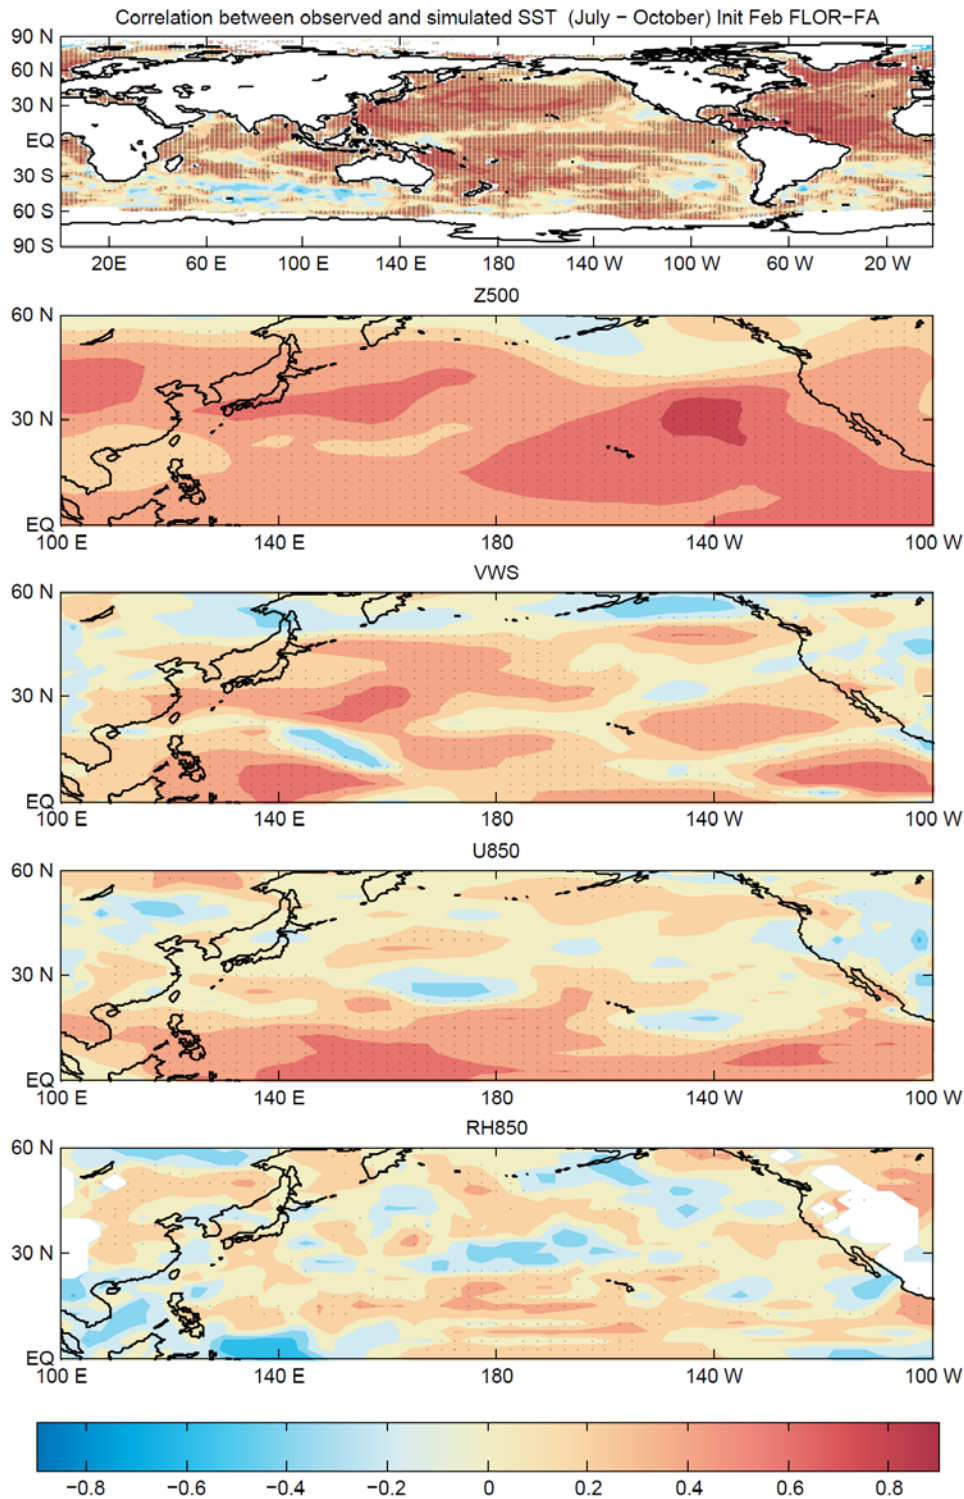 Correlation between observed and simulated SST (July − October) Init Feb FLOR−FA
90 N
60 N
30 N
EQ
30 S
60 S
90 S
20E 60 E 100 E 140 E 180 140 W 100 W 60 W 20 W
Z500
60 N
30 N
EQ
100 E 140 E 180 140 W 100 W
VWS
60 N
30 N
EQ
100 E 140 E 180 140 W 100 W
U850
60 N
30 N
EQ
100 E 140 E 180 140 W 100 W
RH850
60 N
30 N
EQ
100 E 140 E 180 140 W 100 W
−0.8 −0.6 −0.4 −0.2 0 0.2 0.4 0.6 0.8